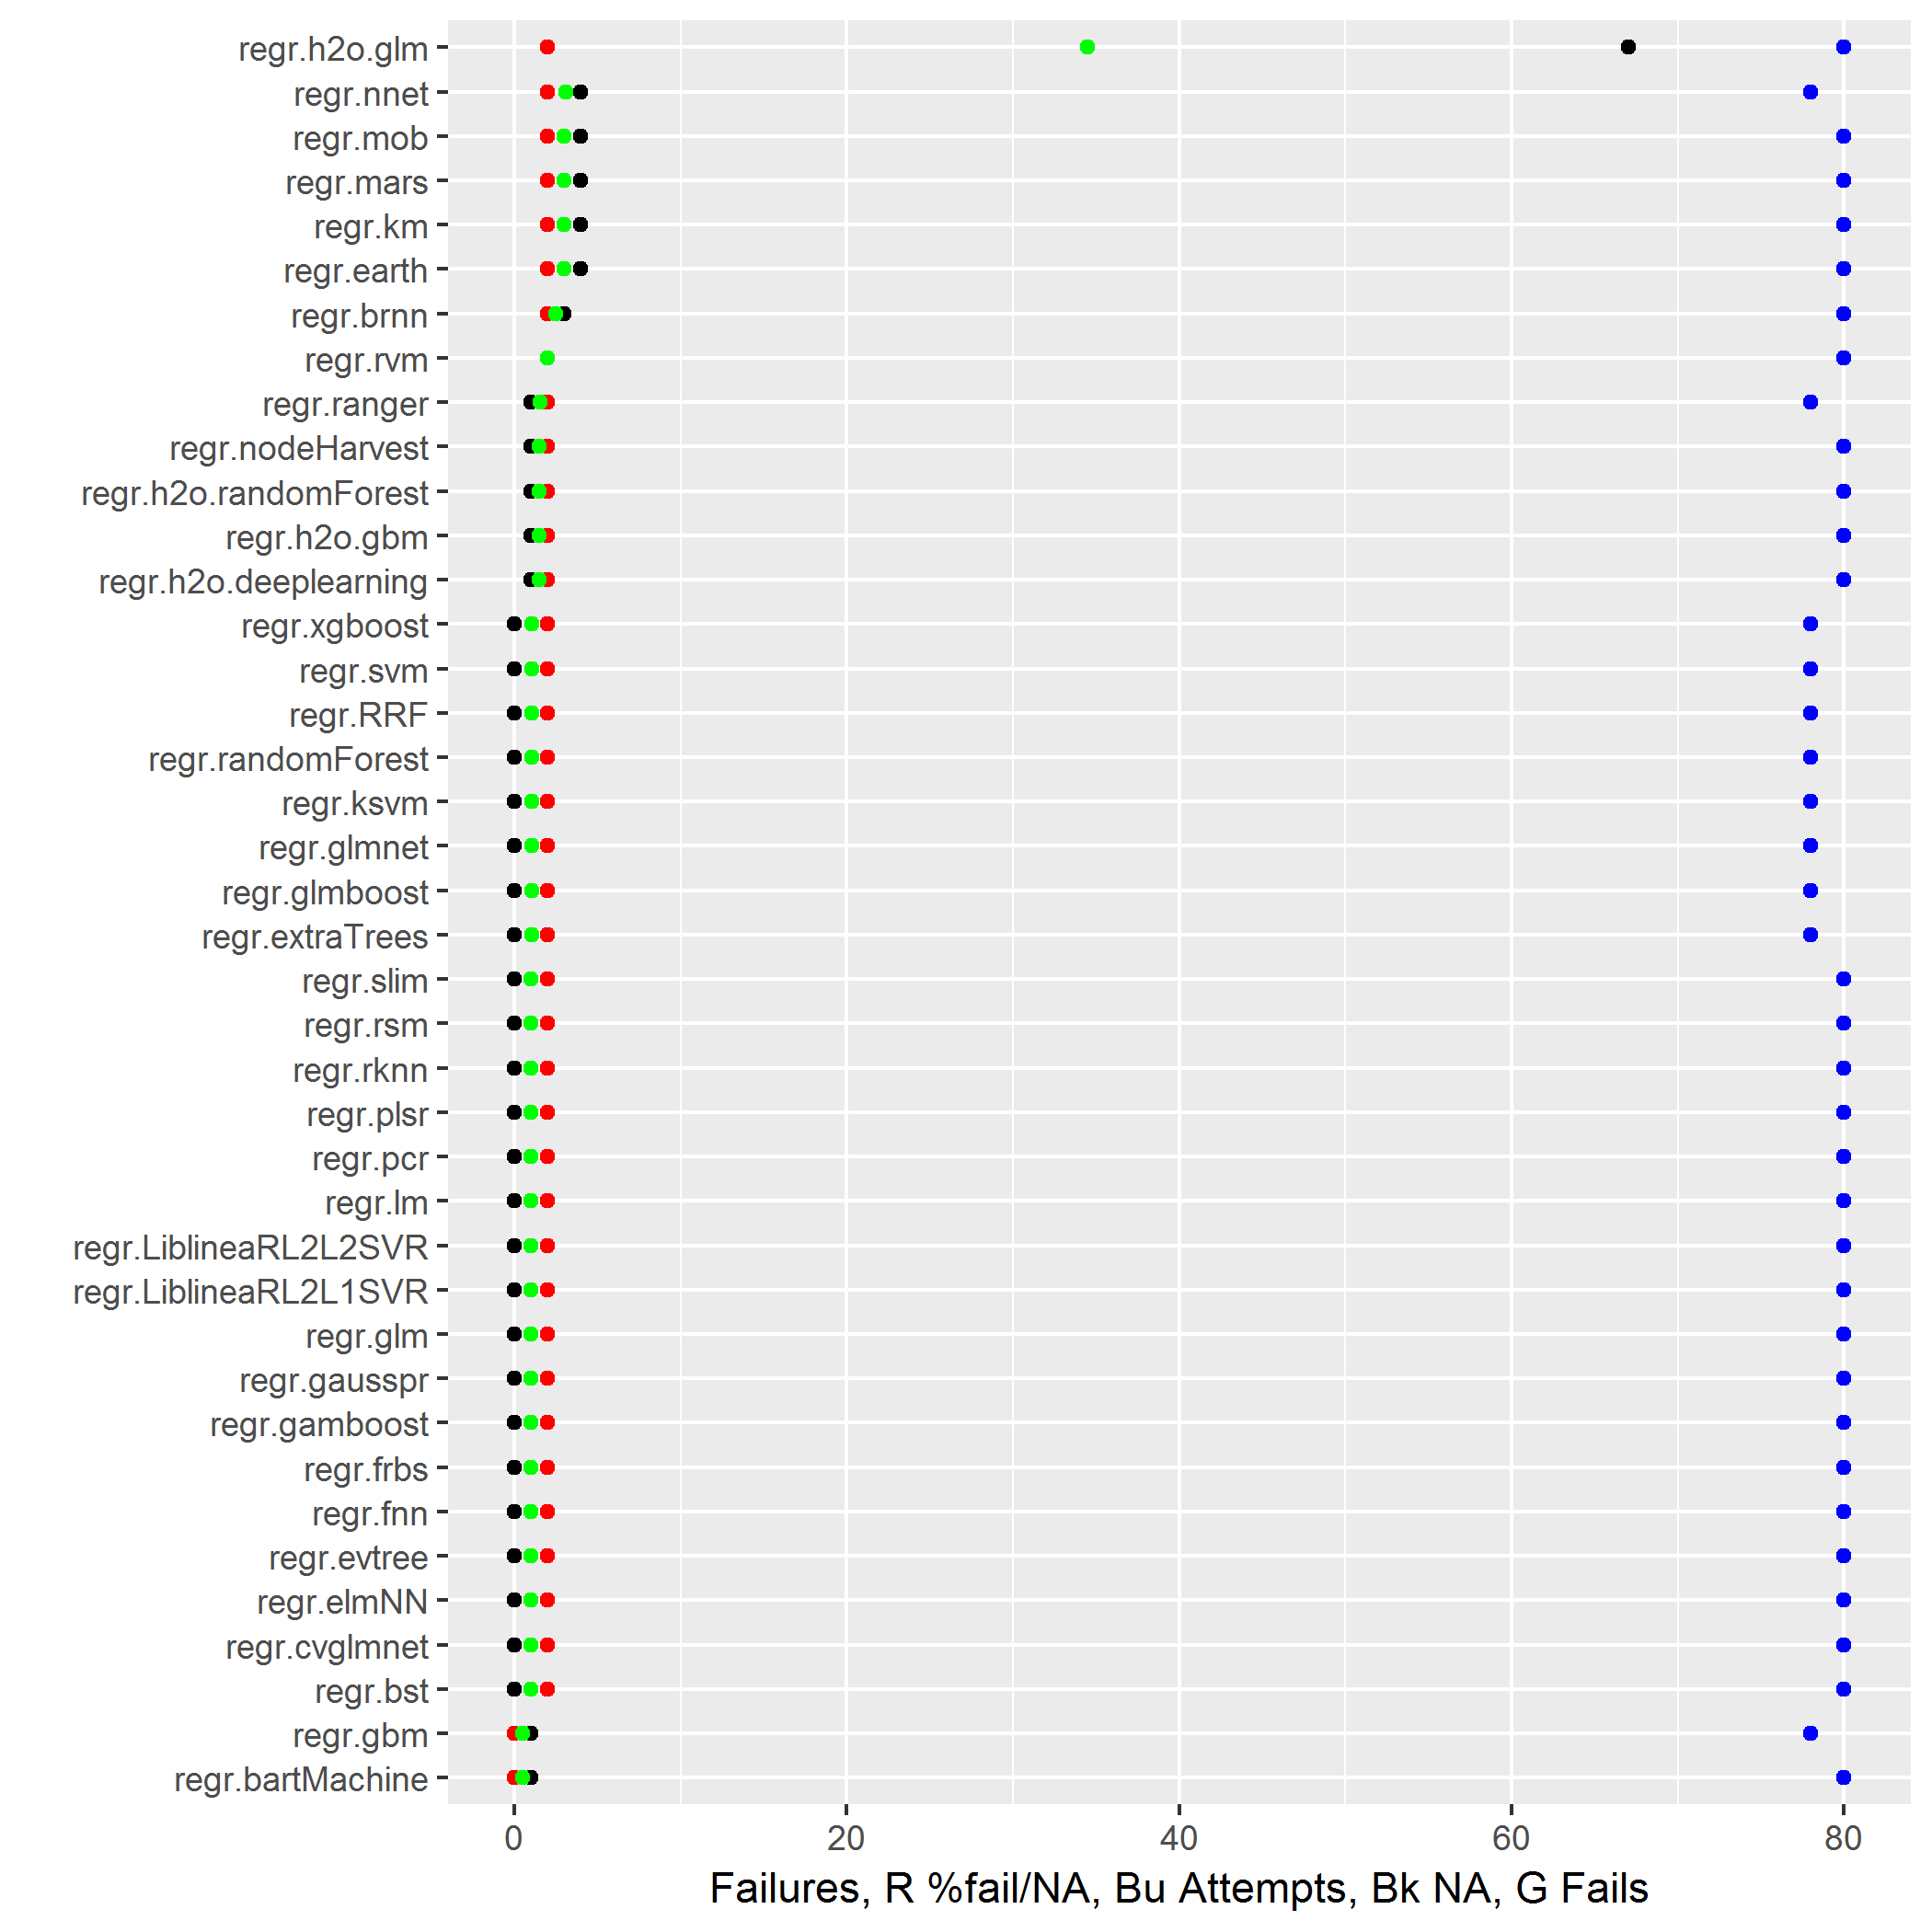 regr.h2o.glm
regr.nnet
regr.mob
regr.mars
regr.km
regr.earth
regr.brnn
regr.rvm
regr.ranger
regr.nodeHarvest
regr.h2o.randomForest
regr.h2o.gbm
regr.h2o.deeplearning
regr.xgboost
regr.svm
regr.RRF
regr.randomForest
regr.ksvm
regr.glmnet
regr.glmboost
regr.extraTrees
regr.slim
regr.rsm
regr.rknn
regr.plsr
regr.pcr
regr.lm
regr.LiblineaRL2L2SVR
regr.LiblineaRL2L1SVR
regr.glm
regr.gausspr
regr.gamboost
regr.frbs
regr.fnn
regr.evtree
regr.elmNN
regr.cvglmnet
regr.bst
regr.gbm
regr.bartMachine
0 20 40 60 80
Failures, R %fail/NA, Bu Attempts, Bk NA, G Fails